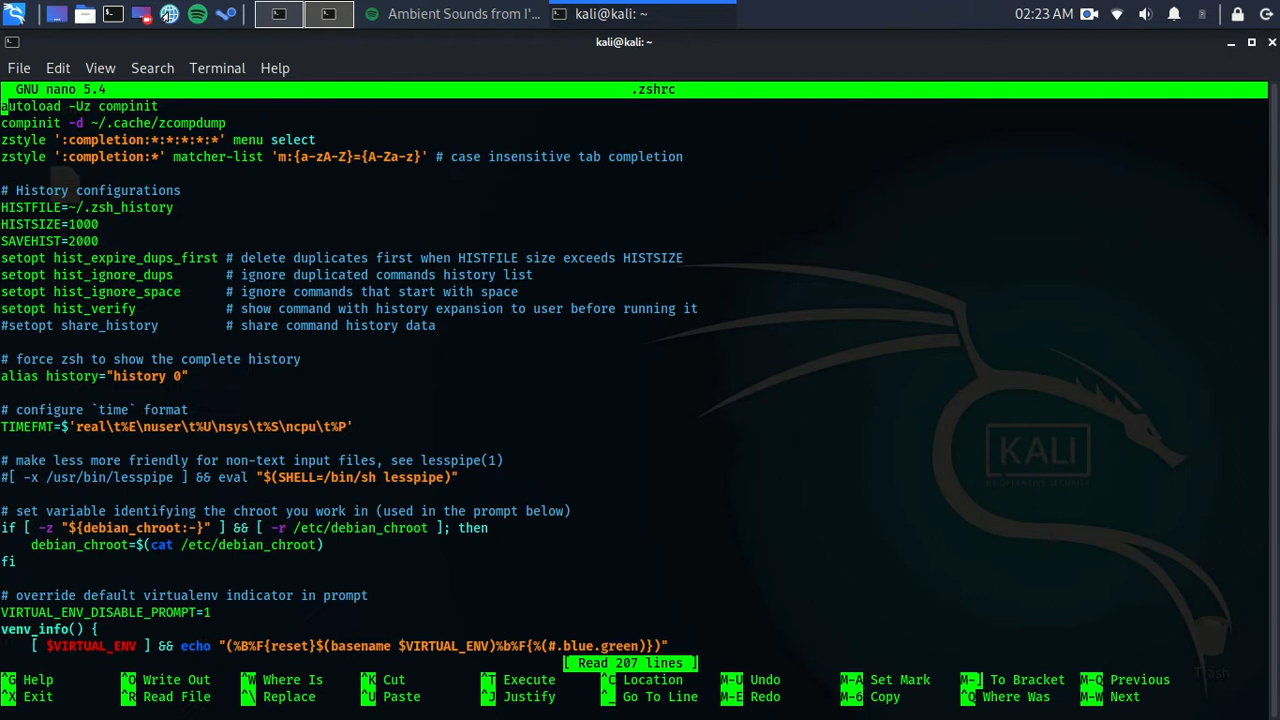 Ambient Sounds from I'...
kali@kali: ~
02:23 AM
kali@kali: ~
File Edit View Search Terminal Help
GNU nano 5.4 .zshrc
autoload -Uz compinit
compinit -d ~/.cache/zcompdump
zstyle ':completion:*:*:*:*:*' menu select
zstyle ':completion:*' matcher-list 'm:{a-zA-Z}={A-Za-z}' # case insensitive tab completion
# History configurations
HISTFILE=~/.zsh_history
HISTSIZE=1000
SAVEHIST=2000
setopt hist_expire_dups_first # delete duplicates first when HISTFILE size exceeds HISTSIZE
setopt hist_ignore_dups # ignore duplicated commands history list
setopt hist_ignore_space # ignore commands that start with space
setopt hist_verify # show command with history expansion to user before running it
#setopt share_history # share command history data
# force zsh to show the complete history
alias history="history 0"
# configure `time` format
TIMEFMT=$'real\t%E\nuser\t%U\nsys\t%S\ncpu\t%P'
# make less more friendly for non-text input files, see lesspipe(1)
#[ -x /usr/bin/lesspipe ] && eval "$(SHELL=/bin/sh lesspipe)"
# set variable identifying the chroot you work in (used in the prompt below)
if [ -z "${debian_chroot:-}" ] && [ -r /etc/debian_chroot ]; then
debian_chroot=$(cat /etc/debian_chroot)
fi
# override default virtualenv indicator in prompt
VIRTUAL_ENV_DISABLE_PROMPT=1
venv_info() {
[ $VIRTUAL_ENV ] && echo "(%B%F{reset}$(basename $VIRTUAL_ENV)%b%F{%(#.blue.green)})"
[ Read 207 lines ]
^G Help ^O Write Out ^W Where Is ^K Cut ^T Execute ^C Location M-U Undo M-A Set Mark M-] To Bracket M-Q Previous
^X Exit ^R Read File ^\ Replace ^U Paste ^J Justify ^_ Go To Line M-E Redo M-6 Copy ^Q Where Was M-W Next
KALI
Trash